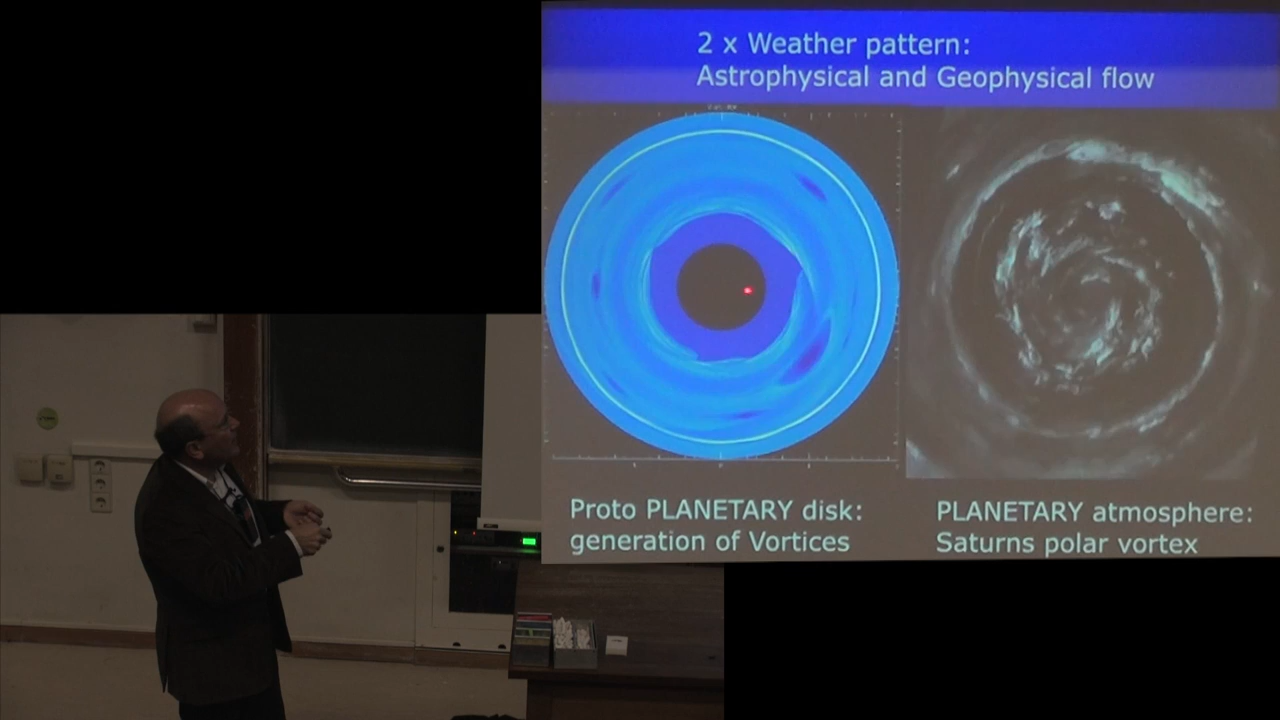 2 x Weather pattern:
Astrophysical and Geophysical flow
Proto PLANETARY disk:
generation of Vortices
PLANETARY atmosphere:
Saturns polar vortex